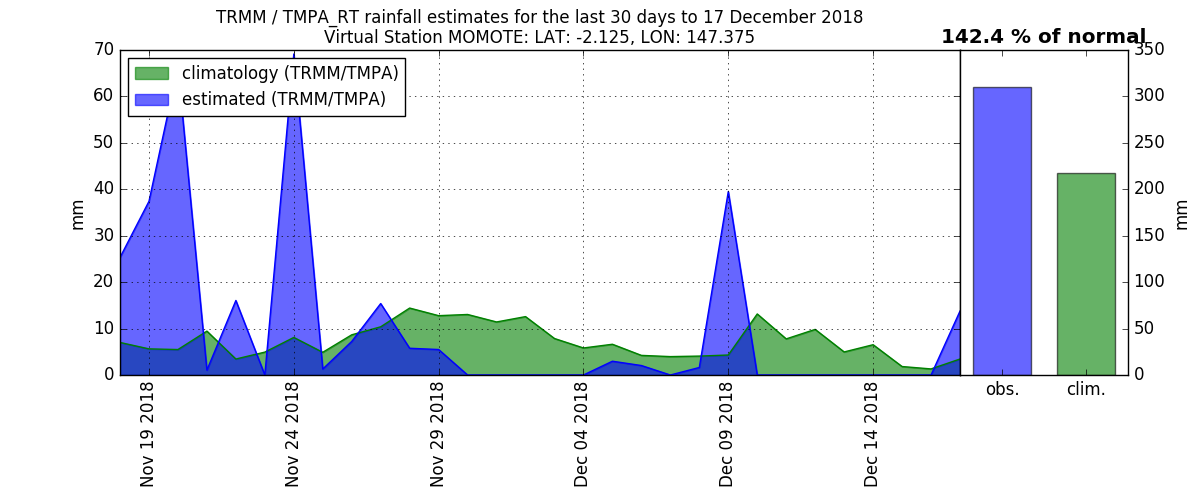 TRMM / TMPA_RT rainfall estimates for the last 30 days to 17 December 2018
Virtual Station MOMOTE: LAT: -2.125, LON: 147.375
142.4 % of normal
climatology (TRMM/TMPA)
estimated (TRMM/TMPA)
70
60
50
40
30
20
10
0
mm
Nov 19 2018
Nov 24 2018
Nov 29 2018
Dec 04 2018
Dec 09 2018
Dec 14 2018
350
300
250
200
150
100
50
0
mm
obs.
clim.